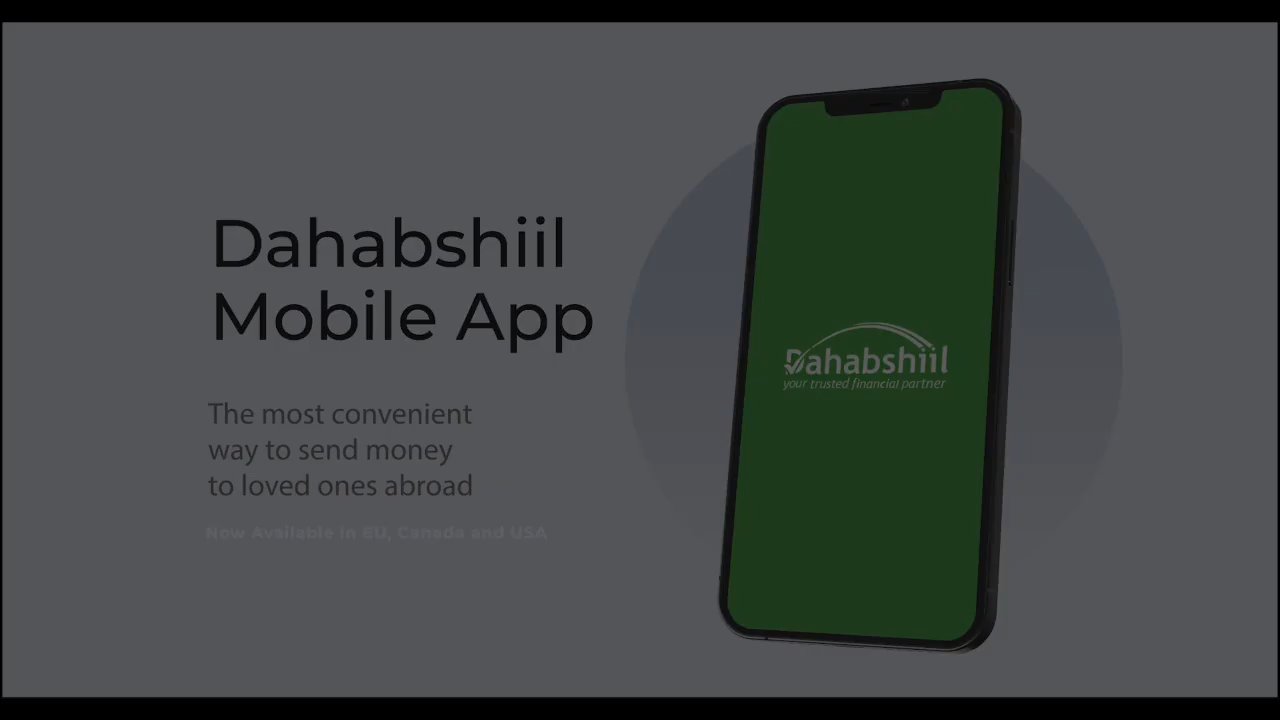 Dahabshiil
Mobile App
The most convenient
way to send money
to loved ones abroad
Now Available in EU, Canada and USA
Dahabshiil
your trusted financial partner